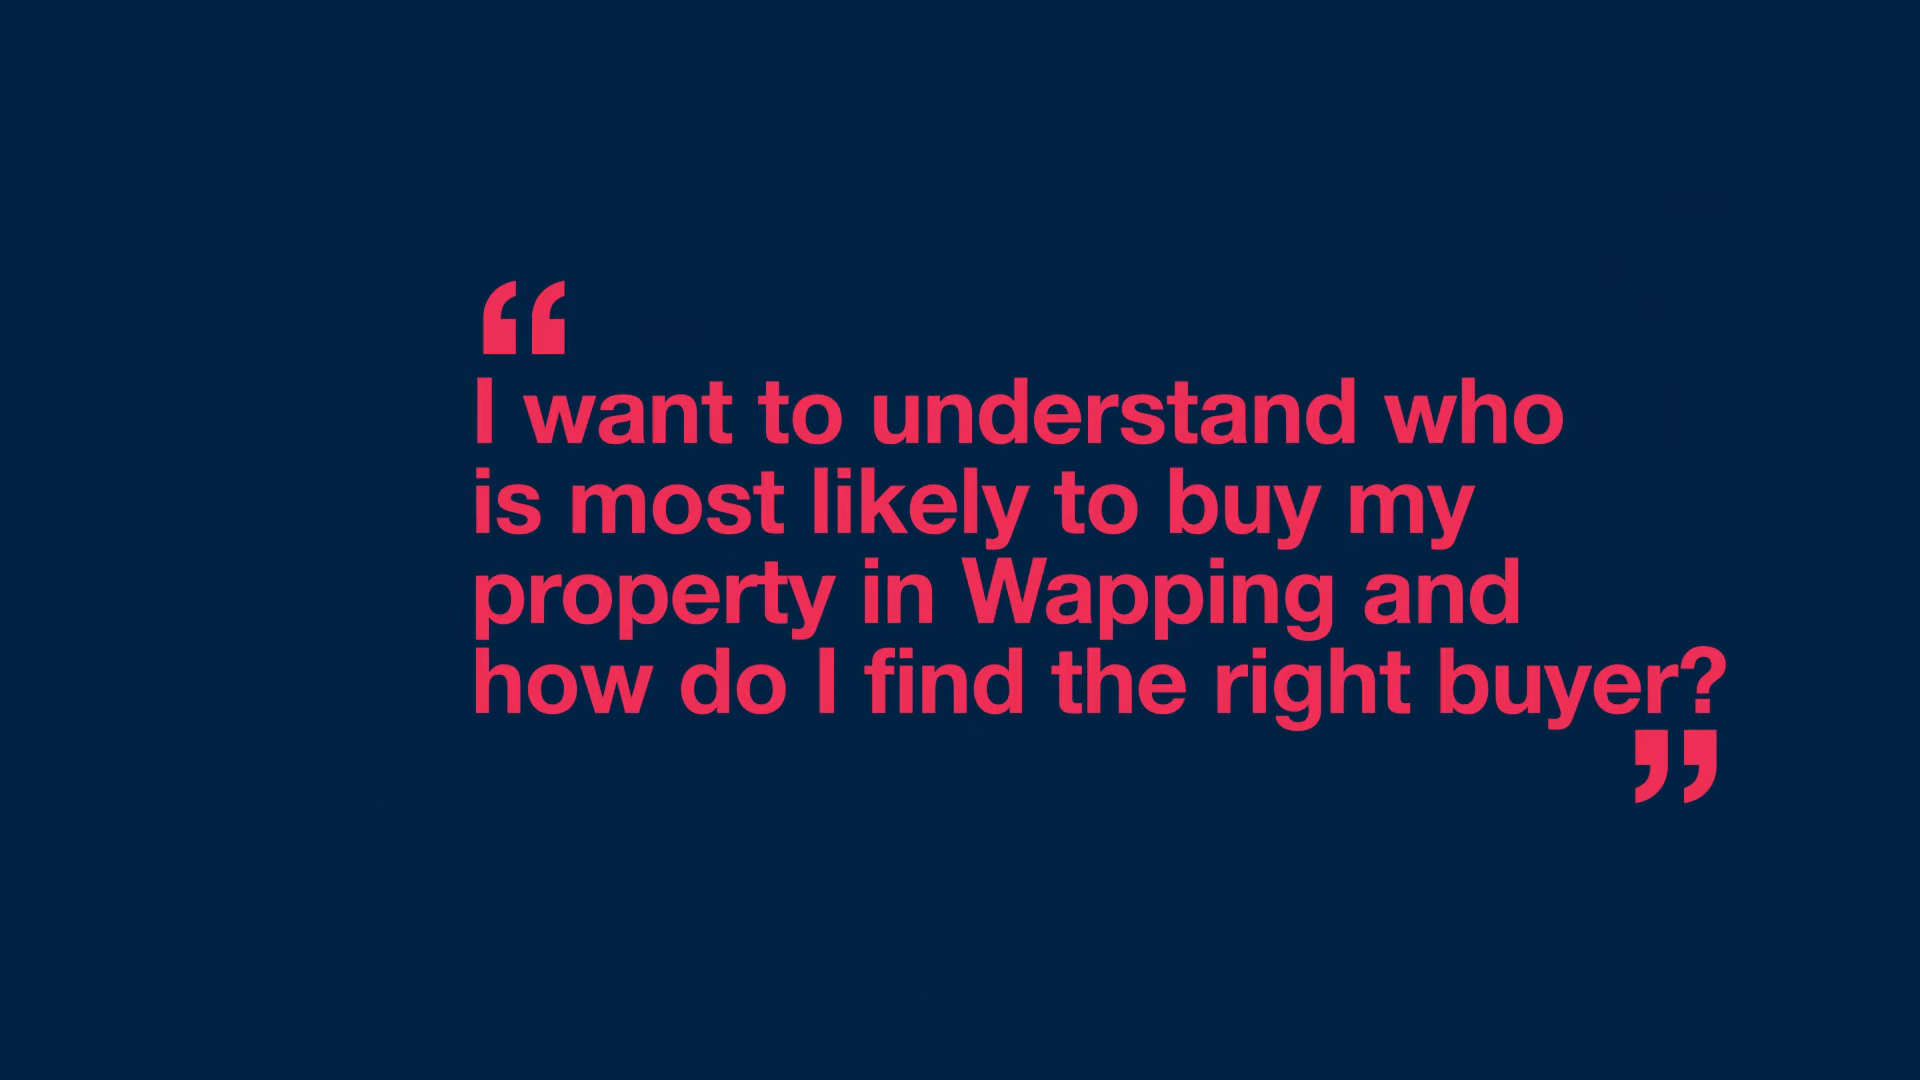 “
I want to understand who
is most likely to buy my
property in Wapping and
how do I find the right buyer?
”